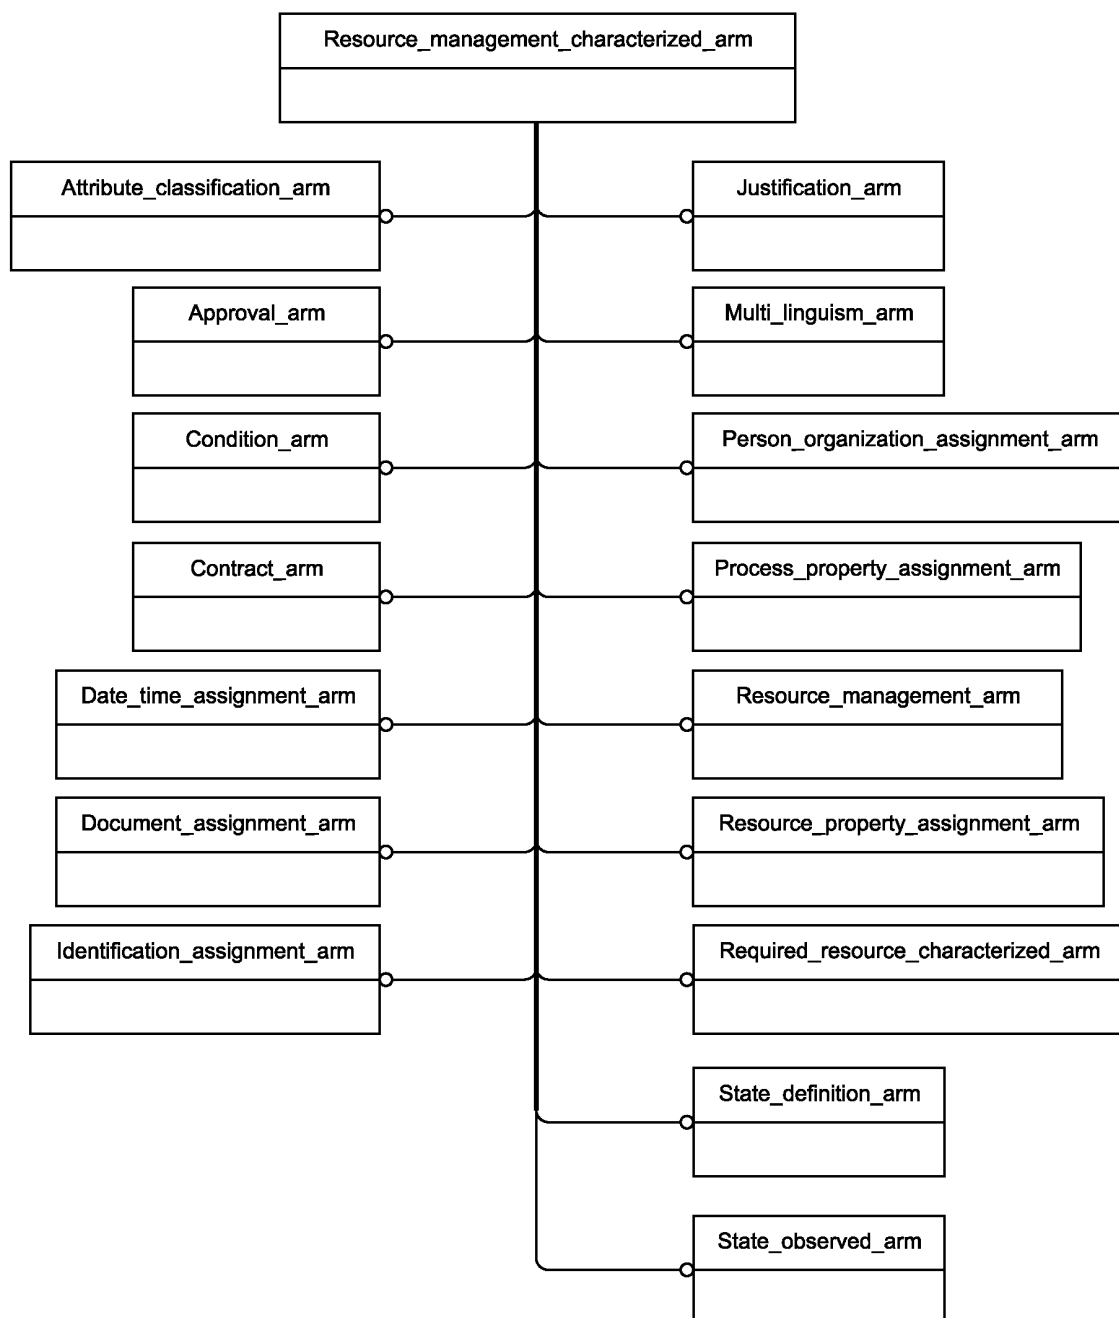 Resource_management_characterized_arm
Attribute_classification_arm
Justification_arm
Approval_arm
Multi_linguism_arm
Condition_arm
Person_organization_assignment_arm
Contract_arm
Process_property_assignment_arm
Date_time_assignment_arm
Resource_management_arm
Document_assignment_arm
Resource_property_assignment_arm
Identification_assignment_arm
Required_resource_characterized_arm
State_definition_arm
State_observed_arm